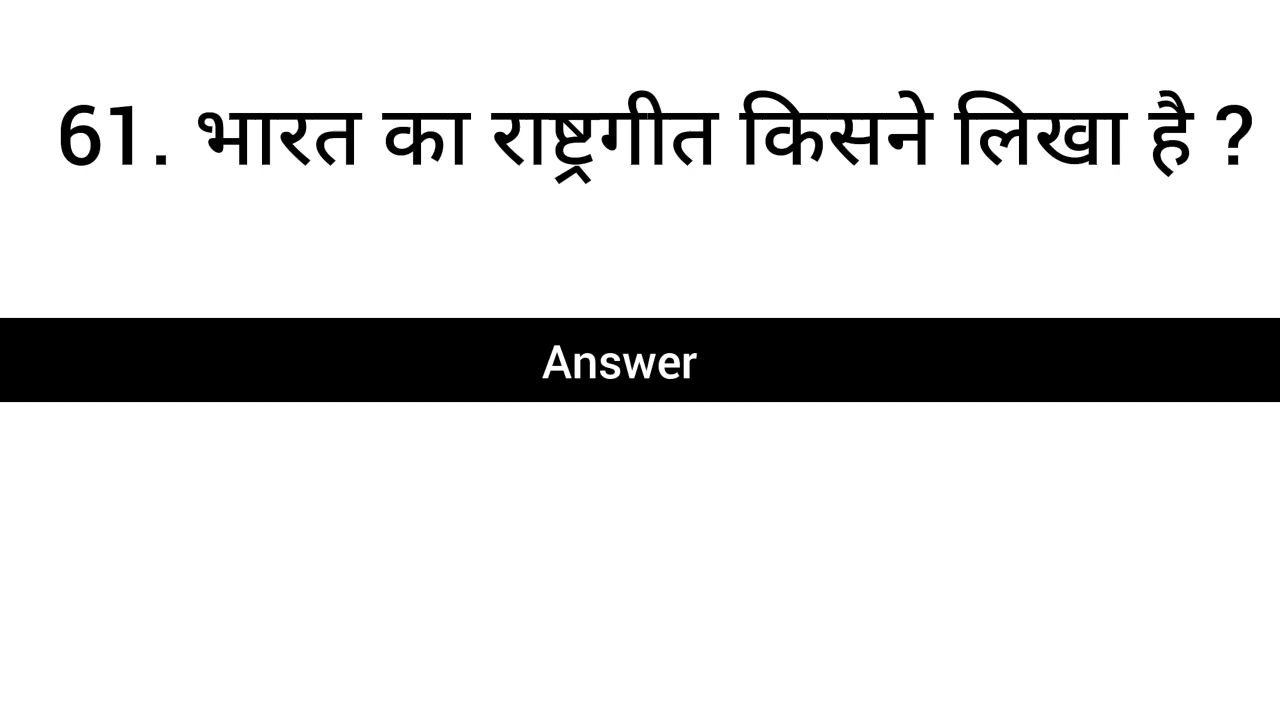 61. भारत का राष्ट्रगीत किसने लिखा है ?
Answer